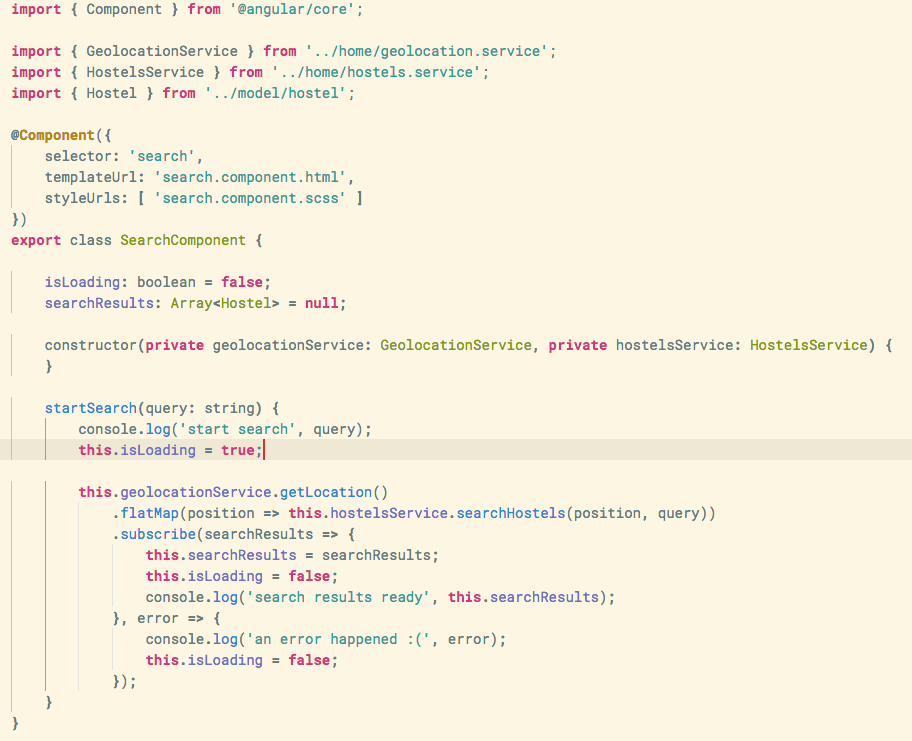 import { Component } from '@angular/core';

import { GeolocationService } from '../home/geolocation.service';
import { HostelsService } from '../home/hostels.service';
import { Hostel } from '../model/hostel';

@Component({
    selector: 'search',
    templateUrl: 'search.component.html',
    styleUrls: [ 'search.component.scss' ]
})
export class SearchComponent {

    isLoading: boolean = false;
    searchResults: Array<Hostel> = null;

    constructor(private geolocationService: GeolocationService, private hostelsService: HostelsService) {
    }

    startSearch(query: string) {
        console.log('start search', query);
        this.isLoading = true;

        this.geolocationService.getLocation()
            .flatMap(position => this.hostelsService.searchHostels(position, query))
            .subscribe(searchResults => {
                this.searchResults = searchResults;
                this.isLoading = false;
                console.log('search results ready', this.searchResults);
            }, error => {
                console.log('an error happened :(', error);
                this.isLoading = false;
            });
    }
}